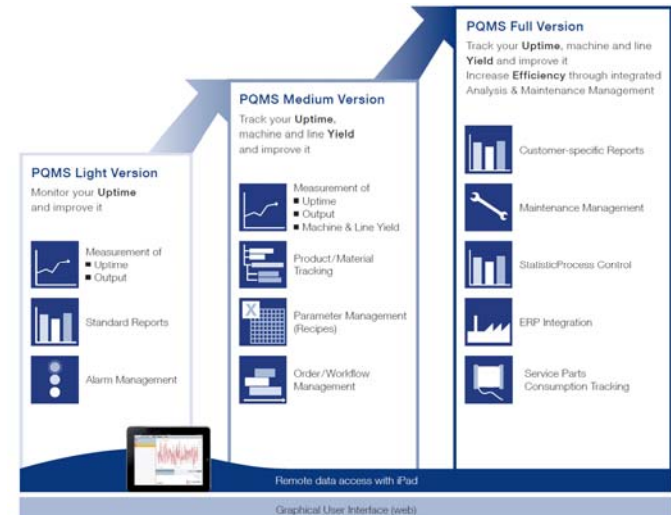 PQMS Light Version
Monitor your Uptime
and improve it
Measurement of
■ Uptime
■ Output
Standard Reports
Alarm Management
PQMS Medium Version
Track your Uptime,
machine and line Yield
and improve it
Measurement of
■ Uptime
■ Output
■ Machine & Line Yield
Product/Material
Tracking
X
Parameter Management
(Recipes)
Order/Workflow
Management
PQMS Full Version
Track your Uptime, machine and line
Yield and improve it
Increase Efficiency through integrated
Analysis & Maintenance Management
Customer-specific Reports
Maintenance Management
StatisticProcess Control
ERP Integration
Service Parts
Consumption Tracking
Remote data access with iPad
Graphical User Interface (web)